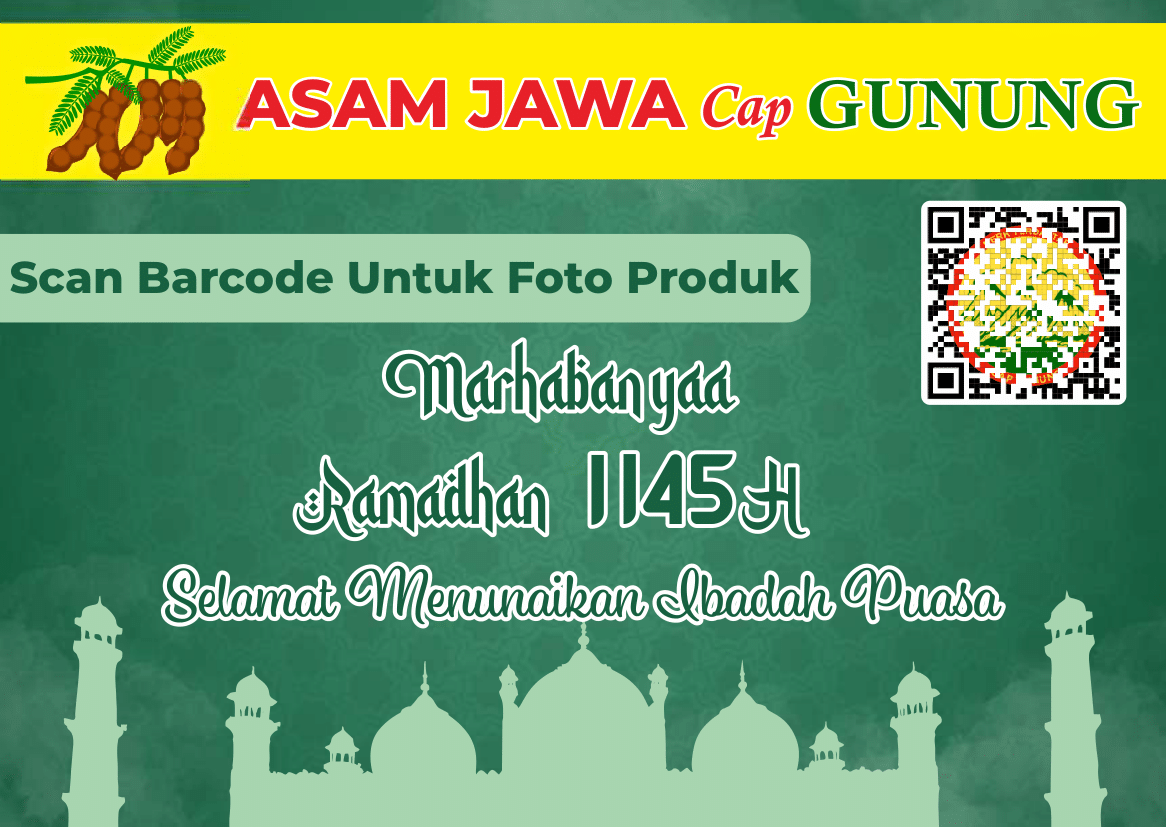 ASAM JAWA Cap GUNUNG
Scan Barcode Untuk Foto Produk
Marhaban yaa
Ramadhan 1145 H
Selamat Menunaikan Ibadah Puasa